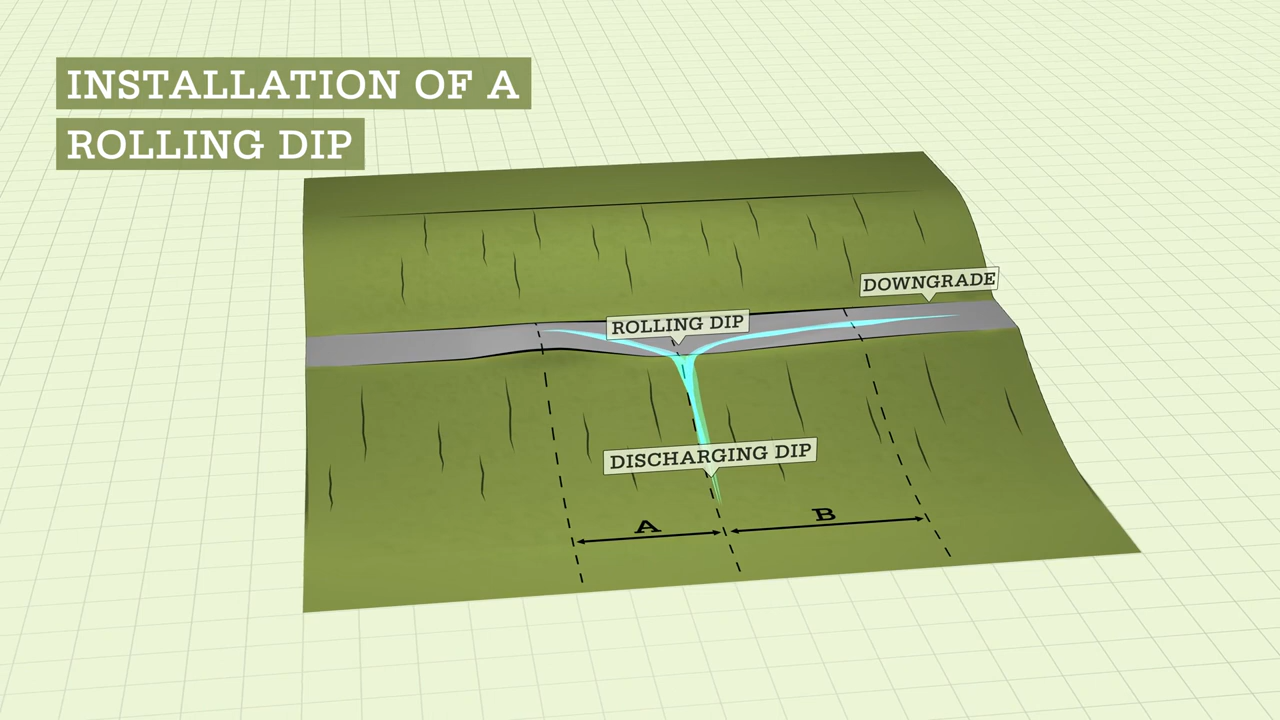 INSTALLATION OF A
ROLLING DIP
DOWNGRADE
ROLLING DIP
DISCHARGING DIP
A
B